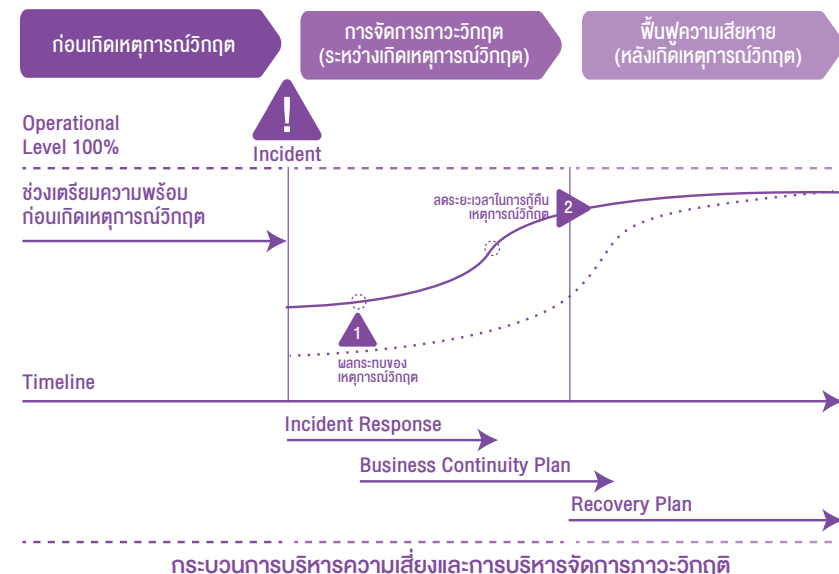 ก่อนเกิดเหตุการณ์วิกฤต
การจัดการภาวะวิกฤต
(ระหว่างเกิดเหตุการณ์วิกฤต)
ฟื้นฟูความเสียหาย
(หลังเกิดเหตุการณ์วิกฤต)
!
Operational
Level 100%
Incident
ช่วงเตรียมความพร้อม
ก่อนเกิดเหตุการณ์วิกฤต
ลดระยะเวลาในการกู้คืน
เหตุการณ์วิกฤต
2
1
ผลกระทบของ
เหตุการณ์วิกฤต
Timeline
Incident Response
Business Continuity Plan
Recovery Plan
กระบวนการบริหารความเสี่ยงและการบริหารจัดการภาวะวิกฤติ